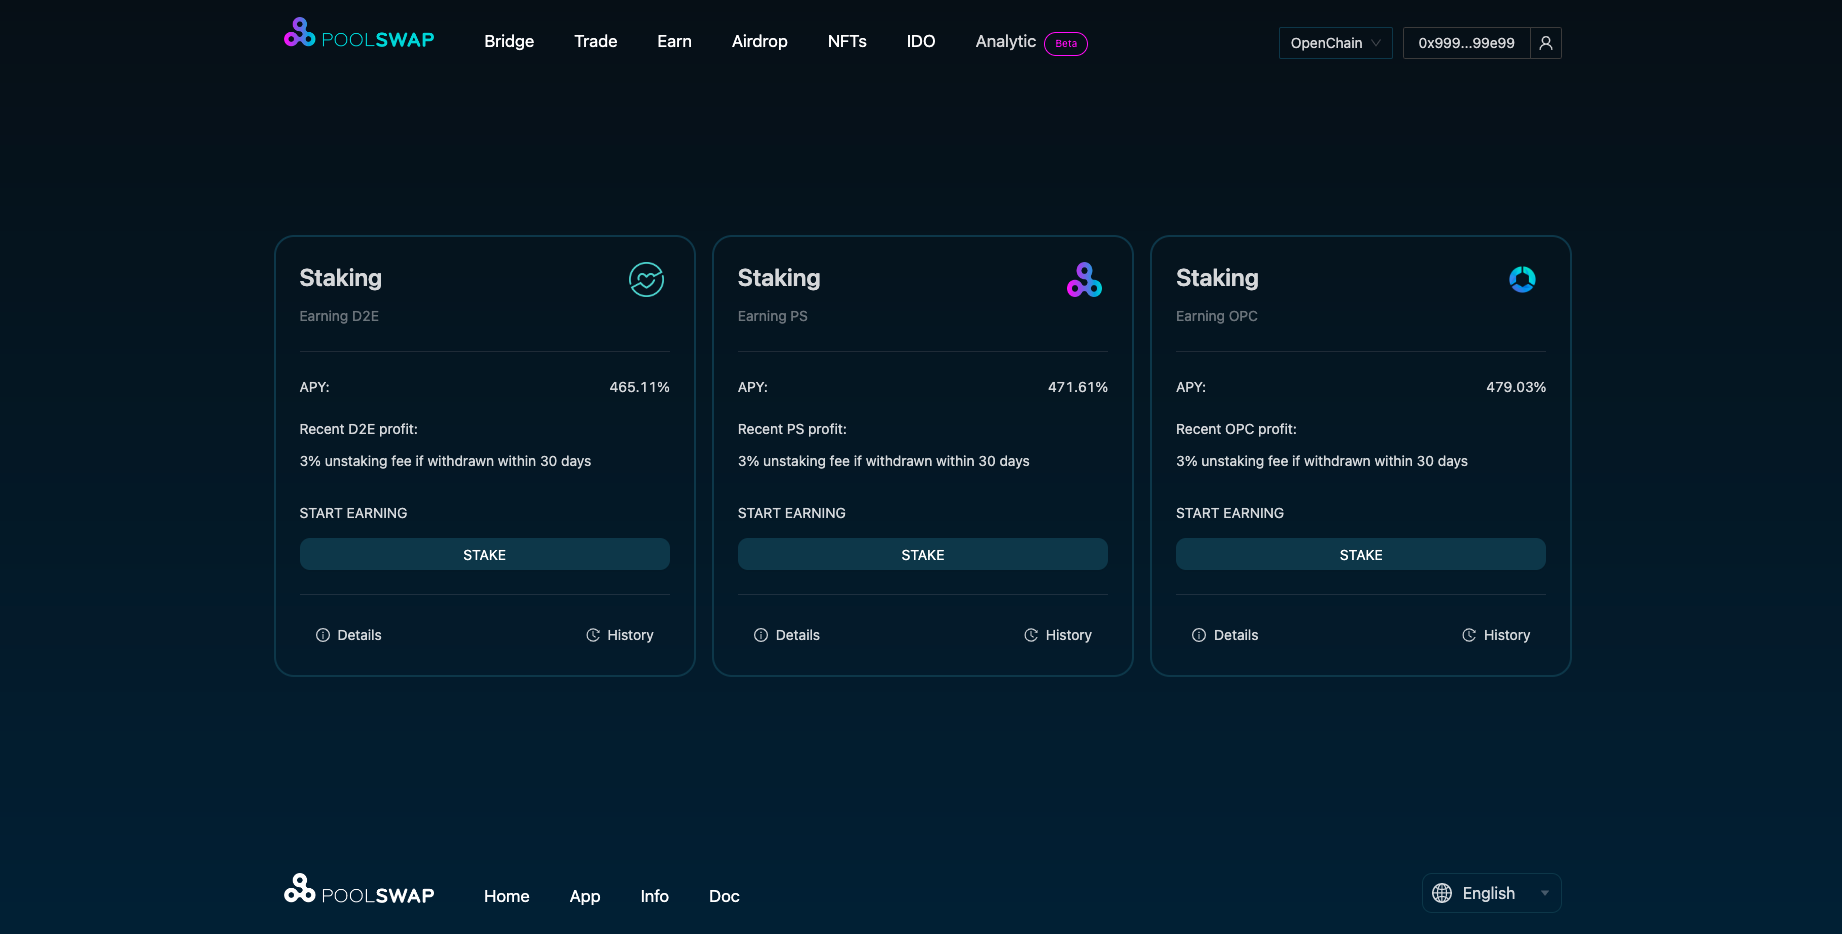 POOLSWAP Bridge Trade Earn Airdrop NFTs IDO Analytic Beta OpenChain 0x999...99e99
Staking
Earning D2E
APY: 465.11%
Recent D2E profit:
3% unstaking fee if withdrawn within 30 days
START EARNING
STAKE
Details History
Staking
Earning PS
APY: 471.61%
Recent PS profit:
3% unstaking fee if withdrawn within 30 days
START EARNING
STAKE
Details History
Staking
Earning OPC
APY: 479.03%
Recent OPC profit:
3% unstaking fee if withdrawn within 30 days
START EARNING
STAKE
Details History
POOLSWAP Home App Info Doc English